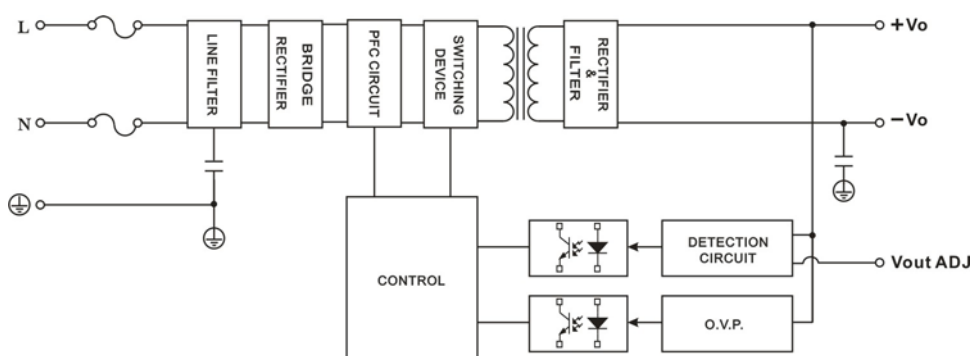 L
N
LINE FILTER
BRIDGE
RECTIFIER
PFC CIRCUIT
SWITCHING
DEVICE
RECTIFIER
&
FILTER
+Vo
−Vo
CONTROL
DETECTION
CIRCUIT
Vout ADJ
O.V.P.